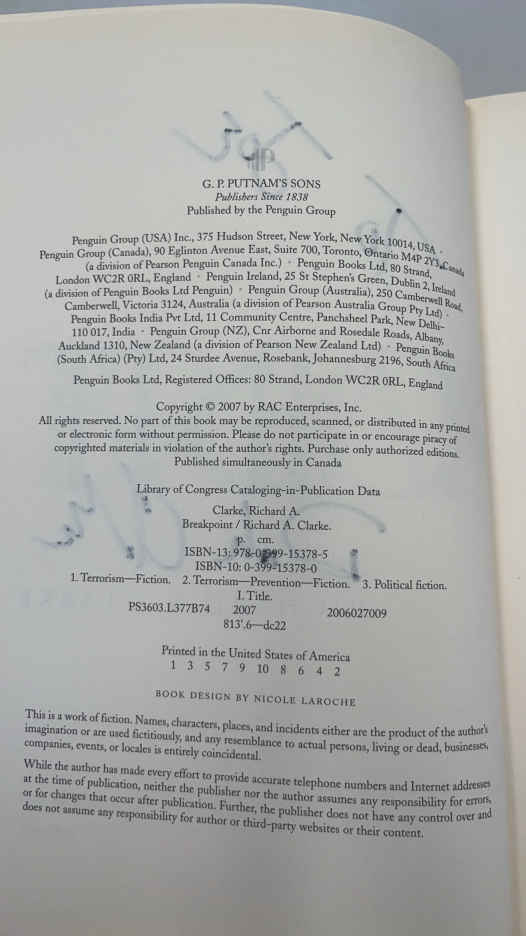 G. P. PUTNAM'S SONS
Publishers Since 1838
Published by the Penguin Group
Penguin Group (USA) Inc., 375 Hudson Street, New York, New York 10014, USA ·
Penguin Group (Canada), 90 Eglinton Avenue East, Suite 700, Toronto, Ontario M4P 2Y3, Canada
(a division of Pearson Penguin Canada Inc.) · Penguin Books Ltd, 80 Strand,
London WC2R 0RL, England · Penguin Ireland, 25 St Stephen's Green, Dublin 2, Ireland
(a division of Penguin Books Ltd Penguin) · Penguin Group (Australia), 250 Camberwell Road,
Camberwell, Victoria 3124, Australia (a division of Pearson Australia Group Pty Ltd) ·
Penguin Books India Pvt Ltd, 11 Community Centre, Panchsheel Park, New Delhi–
110 017, India · Penguin Group (NZ), Cnr Airborne and Rosedale Roads, Albany,
Auckland 1310, New Zealand (a division of Pearson New Zealand Ltd) · Penguin Books
(South Africa) (Pty) Ltd, 24 Sturdee Avenue, Rosebank, Johannesburg 2196, South Africa
Penguin Books Ltd, Registered Offices: 80 Strand, London WC2R 0RL, England
Copyright © 2007 by RAC Enterprises, Inc.
All rights reserved. No part of this book may be reproduced, scanned, or distributed in any printed
or electronic form without permission. Please do not participate in or encourage piracy of
copyrighted materials in violation of the author's rights. Purchase only authorized editions.
Published simultaneously in Canada
Library of Congress Cataloging-in-Publication Data
Clarke, Richard A.
Breakpoint / Richard A. Clarke.
p. cm.
ISBN-13: 978-0-399-15378-5
ISBN-10: 0-399-15378-0
1. Terrorism—Fiction. 2. Terrorism—Prevention—Fiction. 3. Political fiction.
I. Title.
PS3603.L377B74 2007 2006027009
813'.6—dc22
Printed in the United States of America
1 3 5 7 9 10 8 6 4 2
BOOK DESIGN BY NICOLE LAROCHE
This is a work of fiction. Names, characters, places, and incidents either are the product of the author's
imagination or are used fictitiously, and any resemblance to actual persons, living or dead, businesses,
companies, events, or locales is entirely coincidental.
While the author has made every effort to provide accurate telephone numbers and Internet addresses
at the time of publication, neither the publisher nor the author assumes any responsibility for errors,
or for changes that occur after publication. Further, the publisher does not have any control over and
does not assume any responsibility for author or third-party websites or their content.